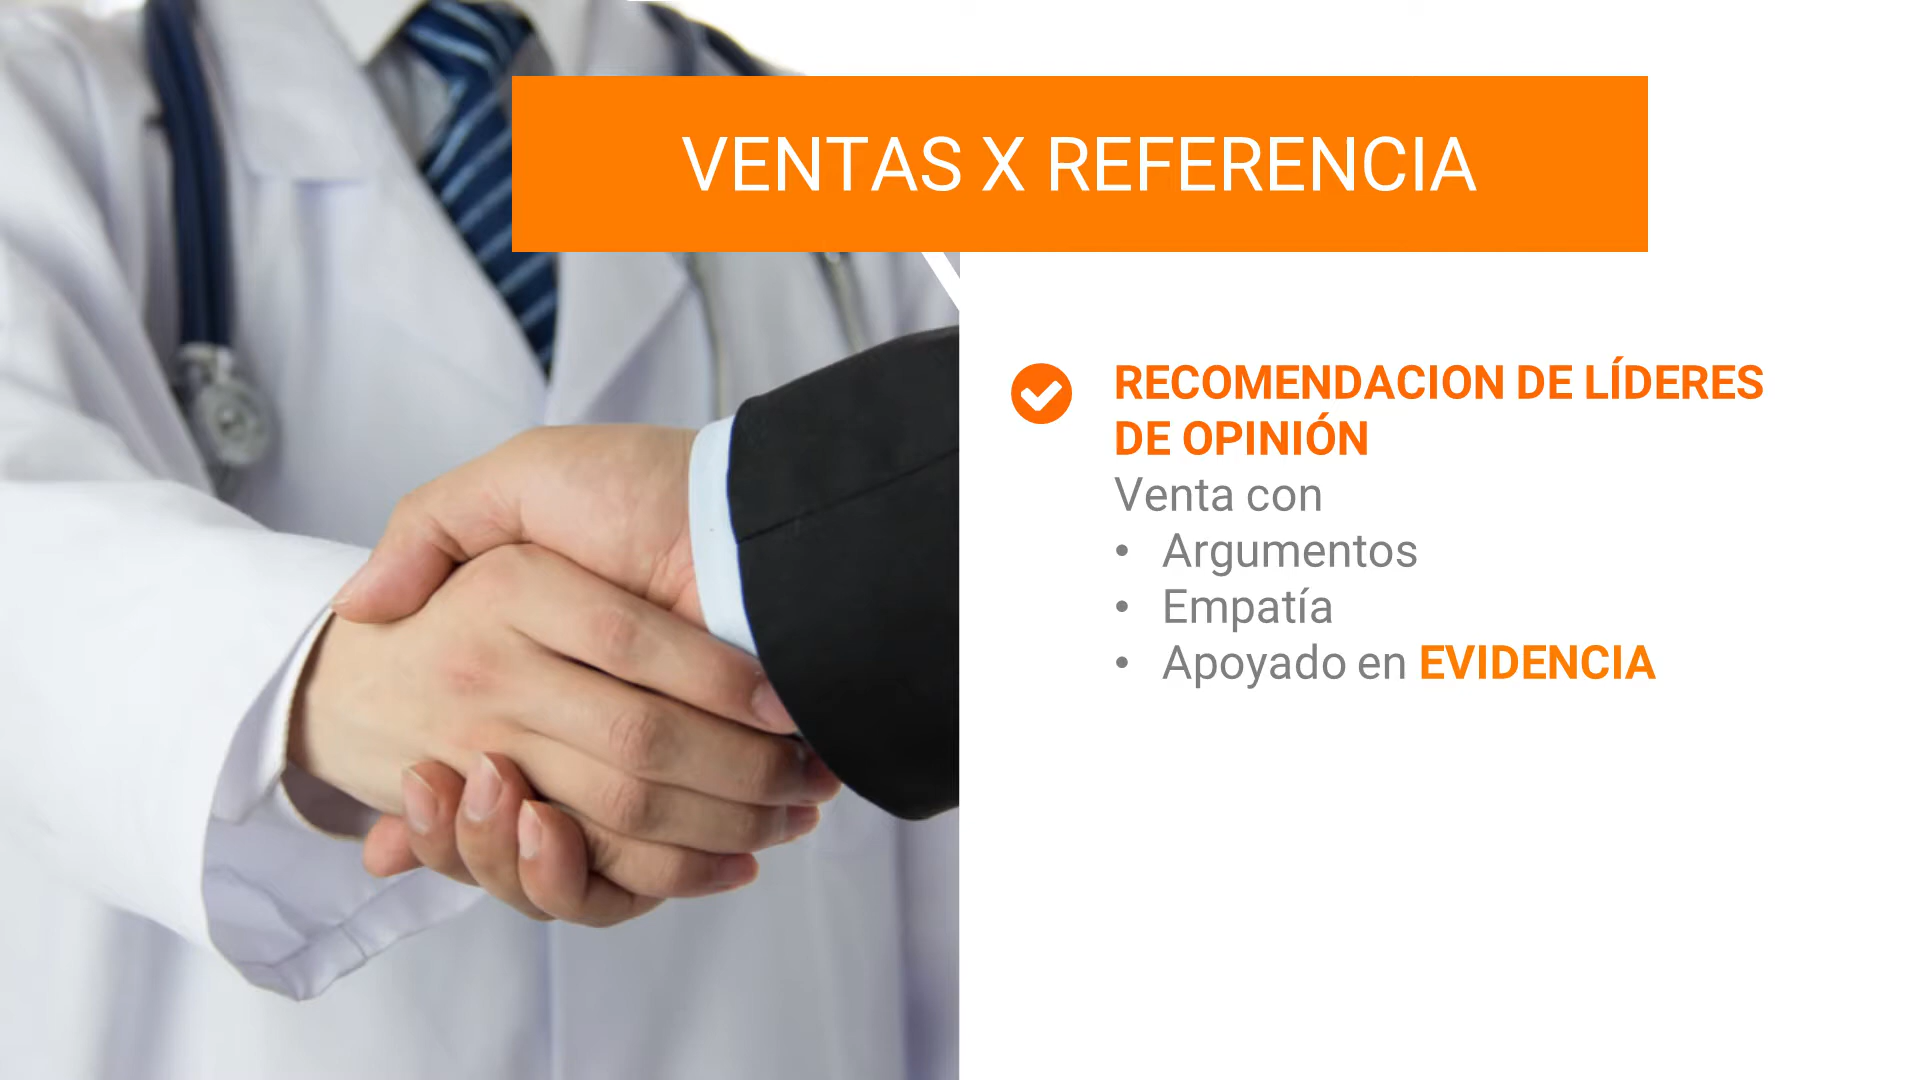 VENTAS X REFERENCIA
RECOMENDACION DE LÍDERES
DE OPINIÓN
Venta con
• Argumentos
• Empatía
• Apoyado en EVIDENCIA